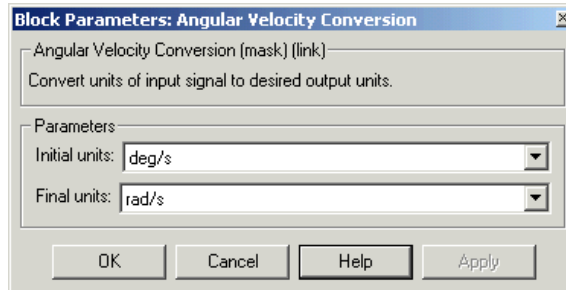 Block Parameters: Angular Velocity Conversion
Angular Velocity Conversion (mask) (link)
Convert units of input signal to desired output units.
Parameters
Initial units: deg/s
Final units: rad/s
OK Cancel Help Apply